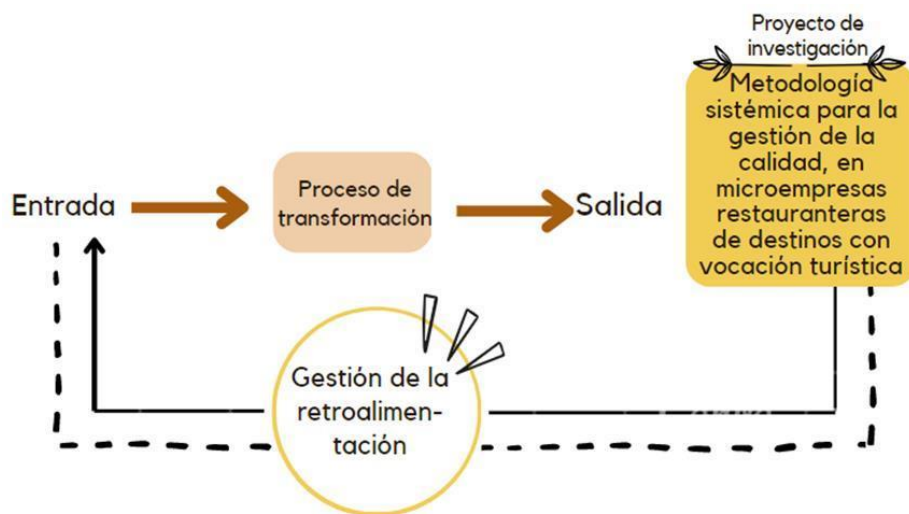 Proyecto de
investigación
Metodología
sistémica para la
gestión de la
calidad, en
microempresas
restauranteras
de destinos con
vocación turística
Entrada
Proceso de
transformación
Salida
Gestión de la
retroalimen-
tación